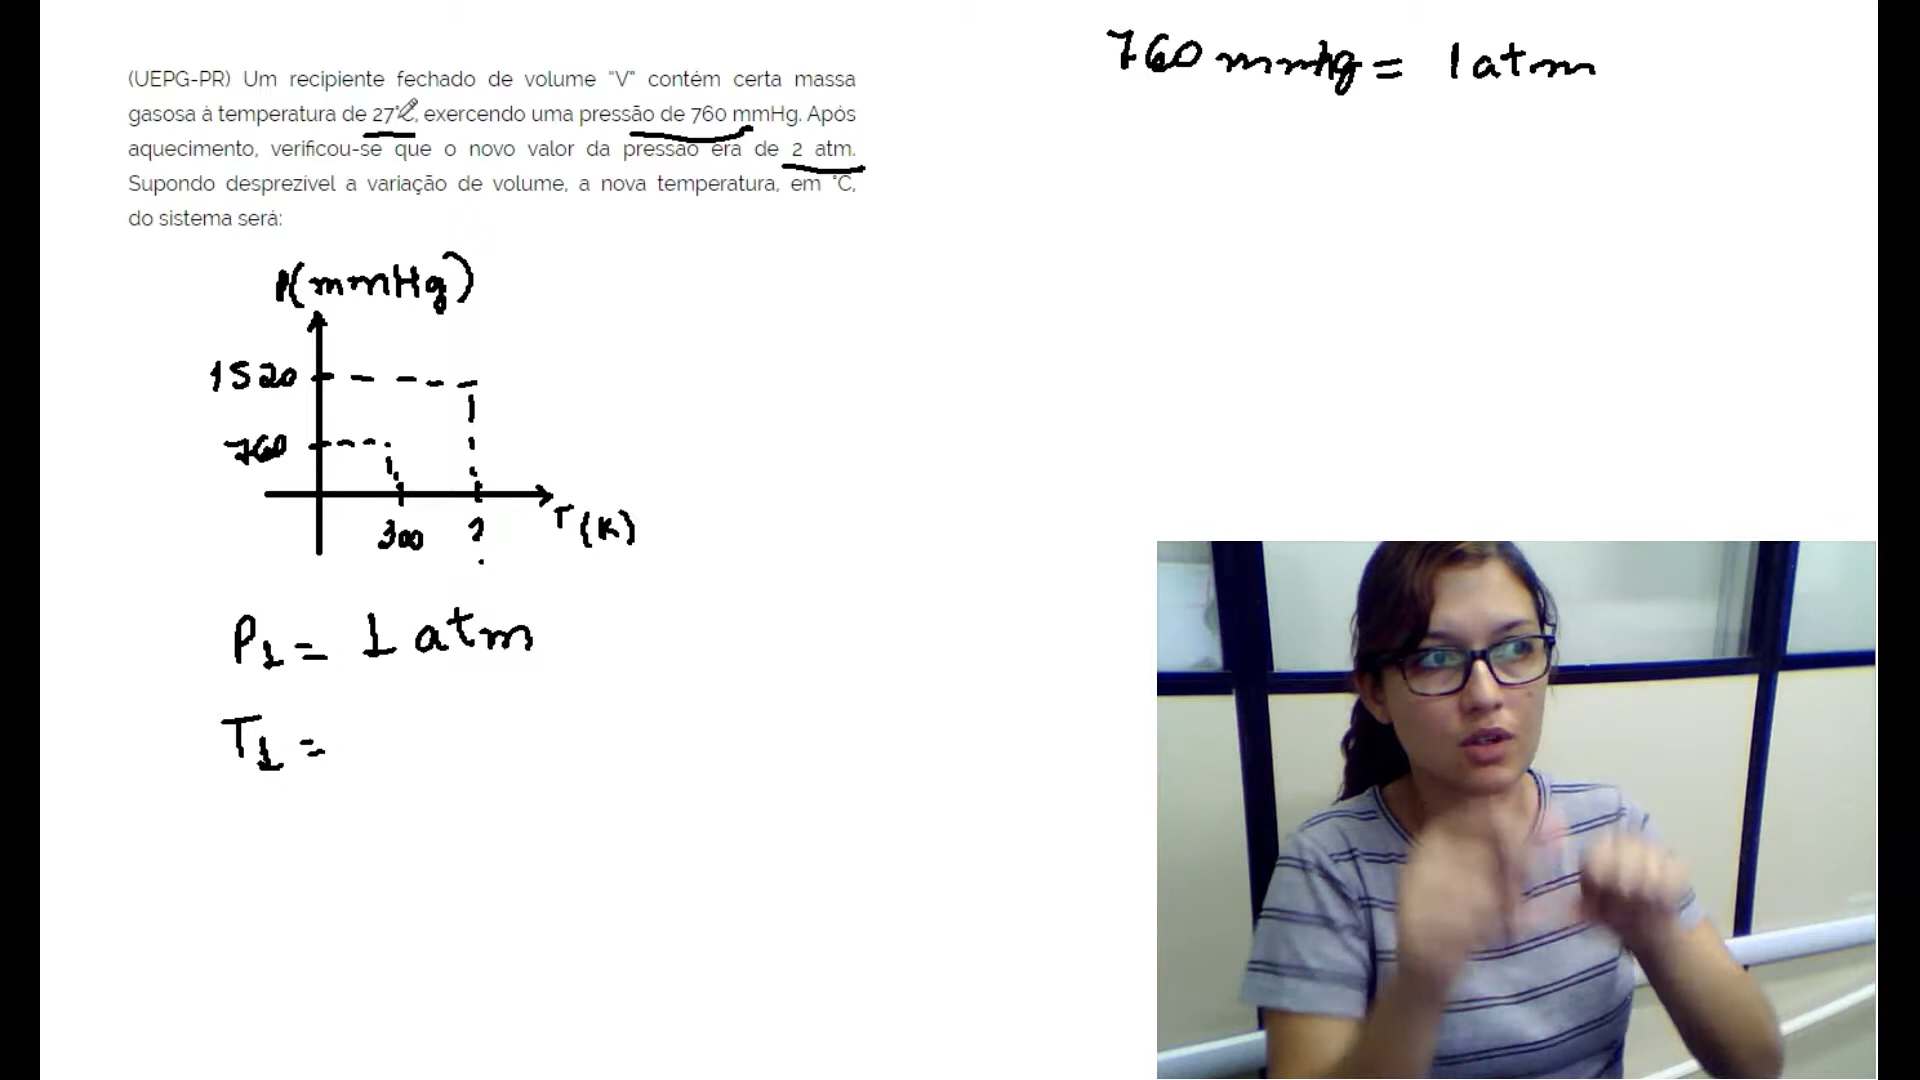 (UEPG-PR) Um recipiente fechado de volume "V" contém certa massa
gasosa à temperatura de 27°C, exercendo uma pressão de 760 mmHg. Após
aquecimento, verificou-se que o novo valor da pressão era de 2 atm.
Supondo desprezível a variação de volume, a nova temperatura, em °C,
do sistema será:
760 mmhg = 1 atm
P(mmHg)
1520
760
300 ? T (K)
P1 = 1 atm
T1 =